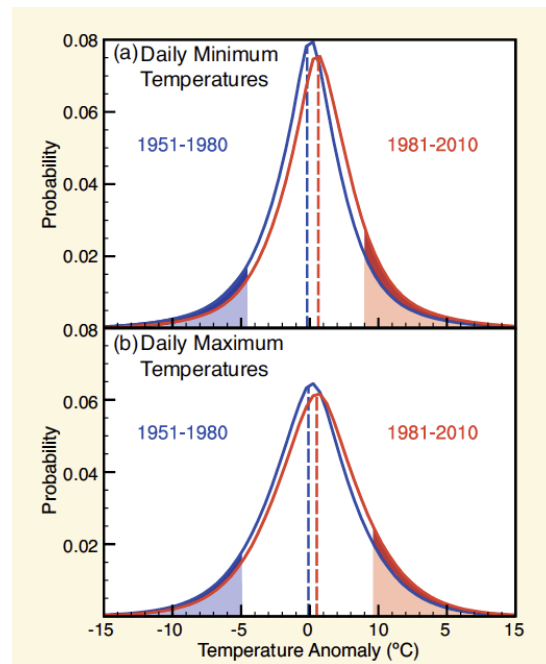 0.08
(a) Daily Minimum
Temperatures
1951-1980
1981-2010
0.06
0.04
0.02
Probability
0.08
(b) Daily Maximum
Temperatures
1951-1980
1981-2010
0.06
0.04
0.02
Probability
-15 -10 -5 0 10 5 15
Temperature Anomaly (ºC)